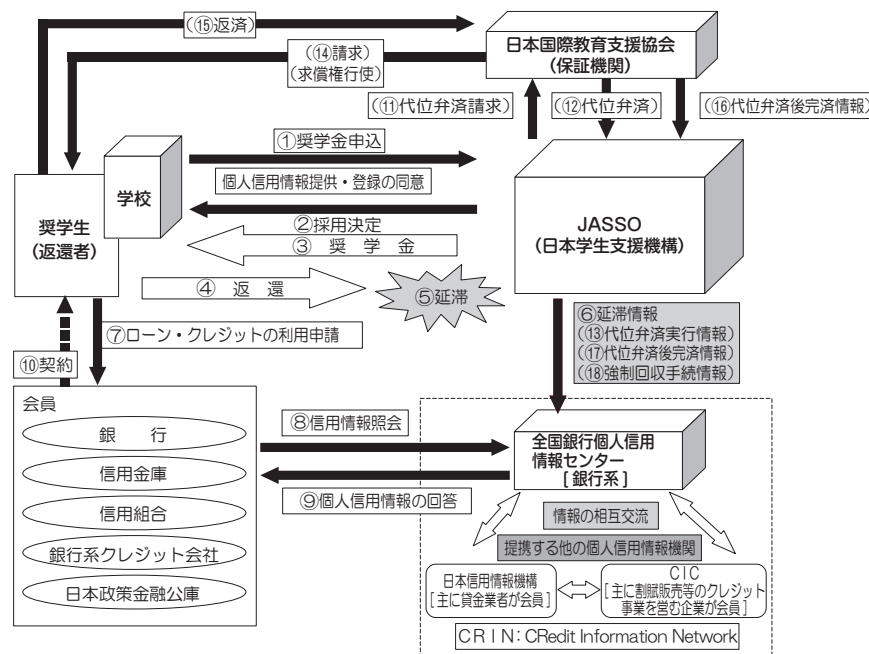 (⑮返済)
日本国際教育支援協会
(保証機関)
(⑭請求)
(求償権行使)
(⑪代位弁済請求)
(⑫代位弁済)
(⑯代位弁済後完済情報)
①奨学金申込
個人信用情報提供・登録の同意
学校
奨学生
(返還者)
JASSO
(日本学生支援機構)
②採用決定
③ 奨 学 金
④ 返 還
⑤延滞
⑥延滞情報
(⑬代位弁済実行情報)
(⑰代位弁済後完済情報)
(⑱強制回収手続情報)
⑦ローン・クレジットの利用申請
⑩契約
会員
銀 行
信用金庫
信用組合
銀行系クレジット会社
日本政策金融公庫
⑧信用情報照会
⑨個人信用情報の回答
全国銀行個人信用
情報センター
[銀行系]
情報の相互交流
提携する他の個人信用情報機関
日本信用情報機構
[主に貸金業者が会員]
CIC
[主に割賦販売等のクレジット
事業を営む企業が会員]
CRIN:CRedit Information Network